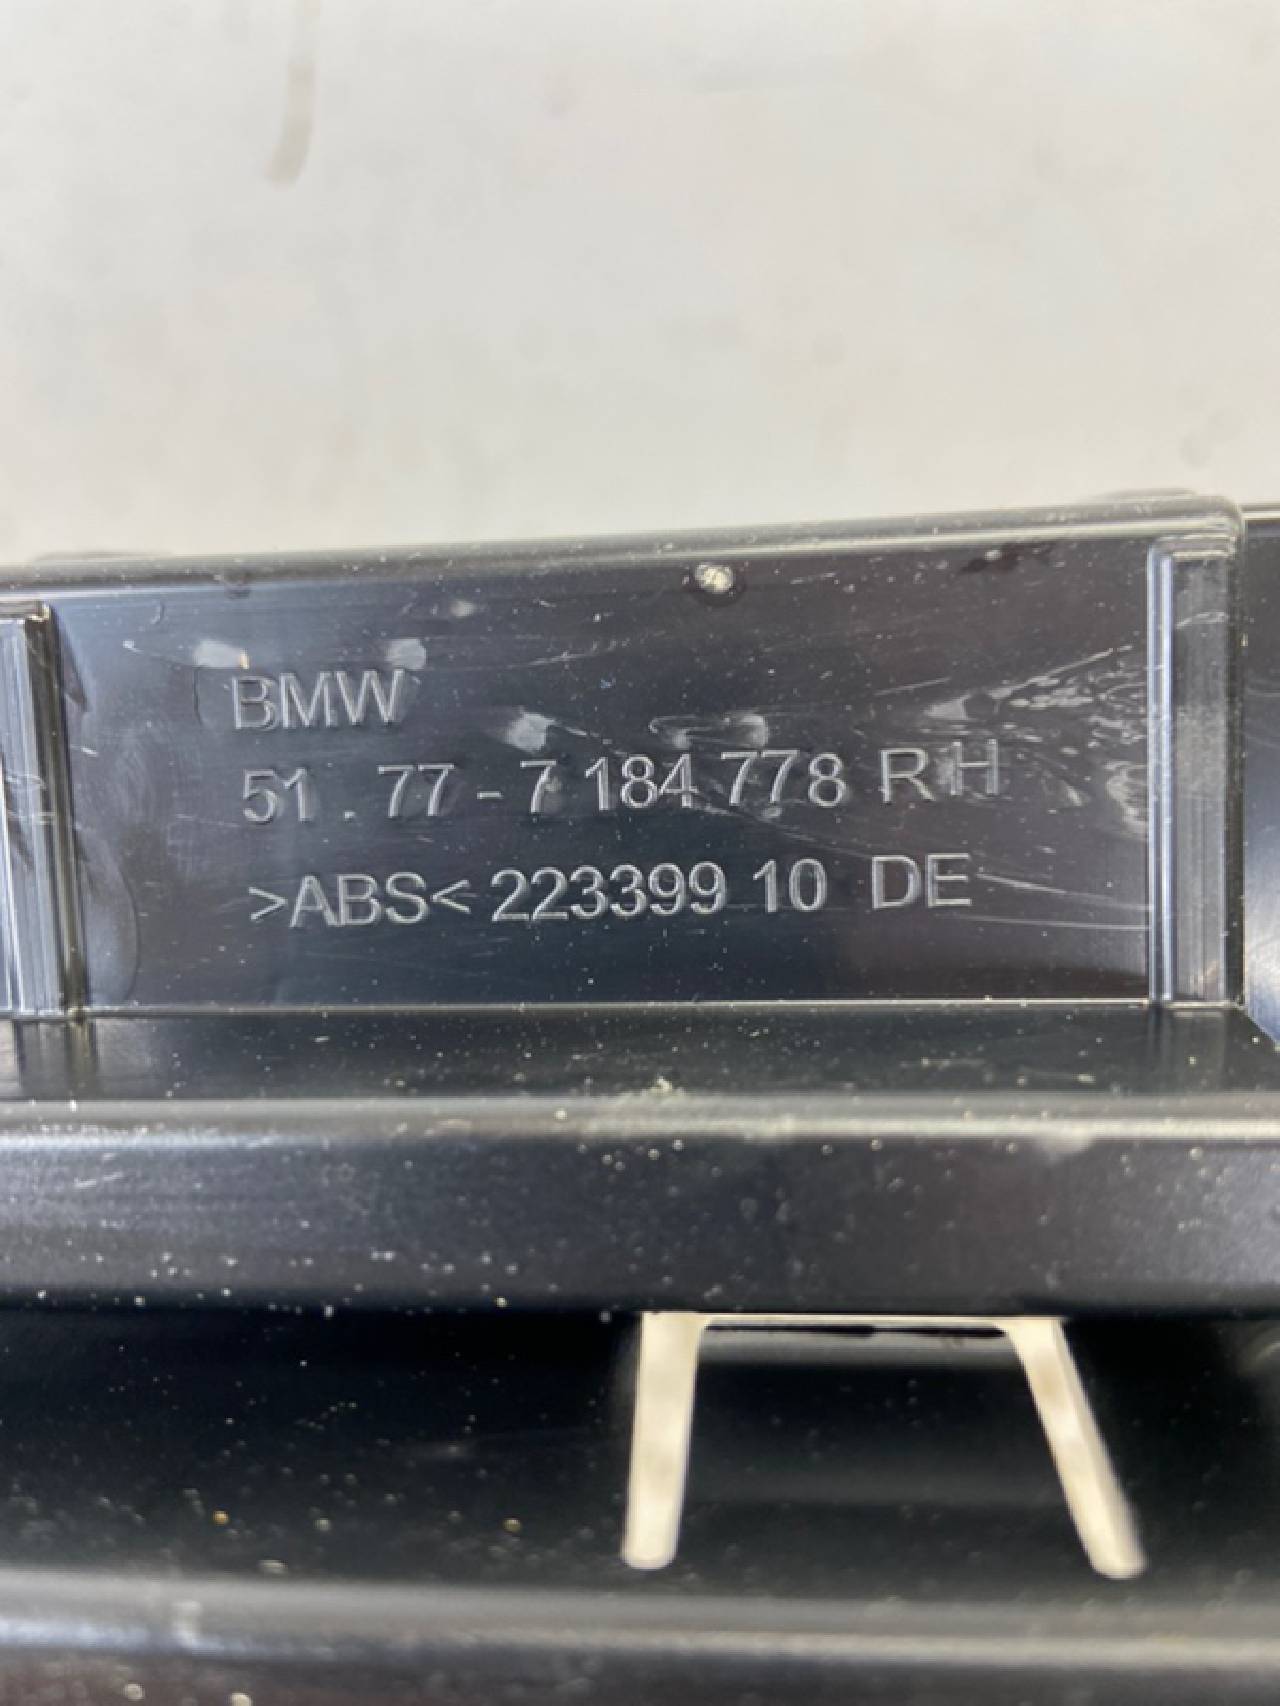 BMW
51.77-7 184 778 RH
>ABS< 223399 10 DE